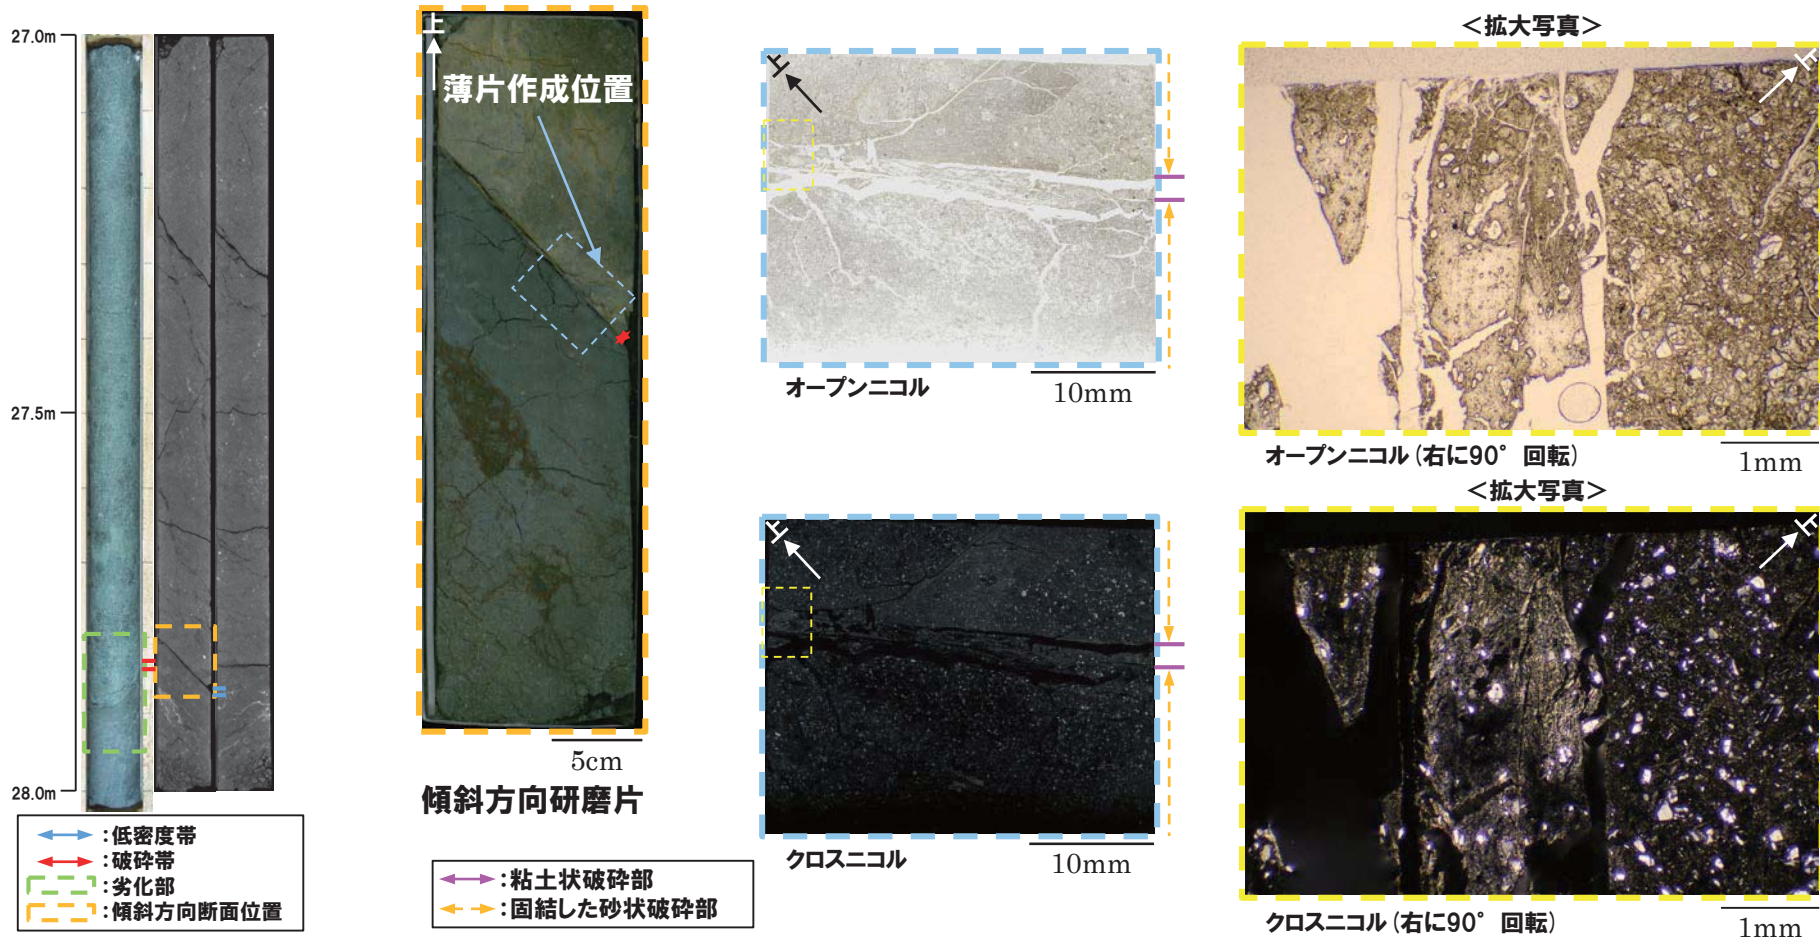 27.0m
27.5m
28.0m
:低密度帯
:破砕帯
:劣化部
:傾斜方向断面位置
上
薄片作成位置
5cm
傾斜方向研磨片
:粘土状破砕部
:固結した砂状破砕部
上
オープンニコル
10mm
上
クロスニコル
10mm
<拡大写真>
上
オープンニコル(右に90°回転)
1mm
<拡大写真>
上
クロスニコル(右に90°回転)
1mm